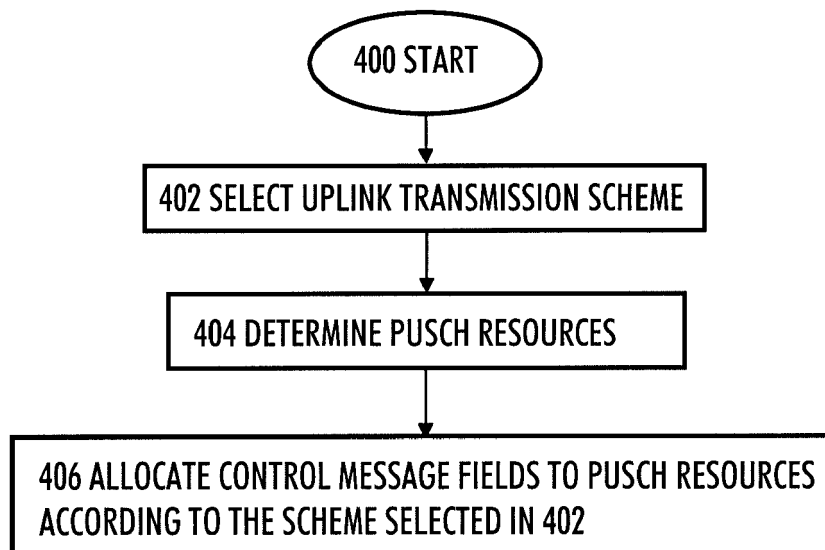 400 START
402 SELECT UPLINK TRANSMISSION SCHEME
404 DETERMINE PUSCH RESOURCES
406 ALLOCATE CONTROL MESSAGE FIELDS TO PUSCH RESOURCES
ACCORDING TO THE SCHEME SELECTED IN 402